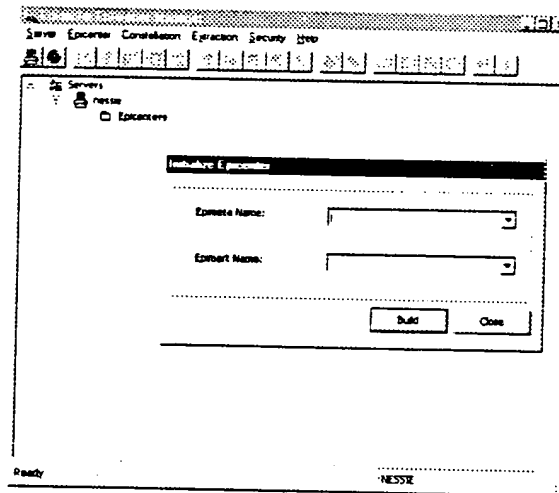 Server Epicenter Constellation Extraction Security Help
Servers
nessie
Epicenters
Initialize Epicenter
Epimeta Name:
Epimart Name:
Build Close
Ready NESSIE